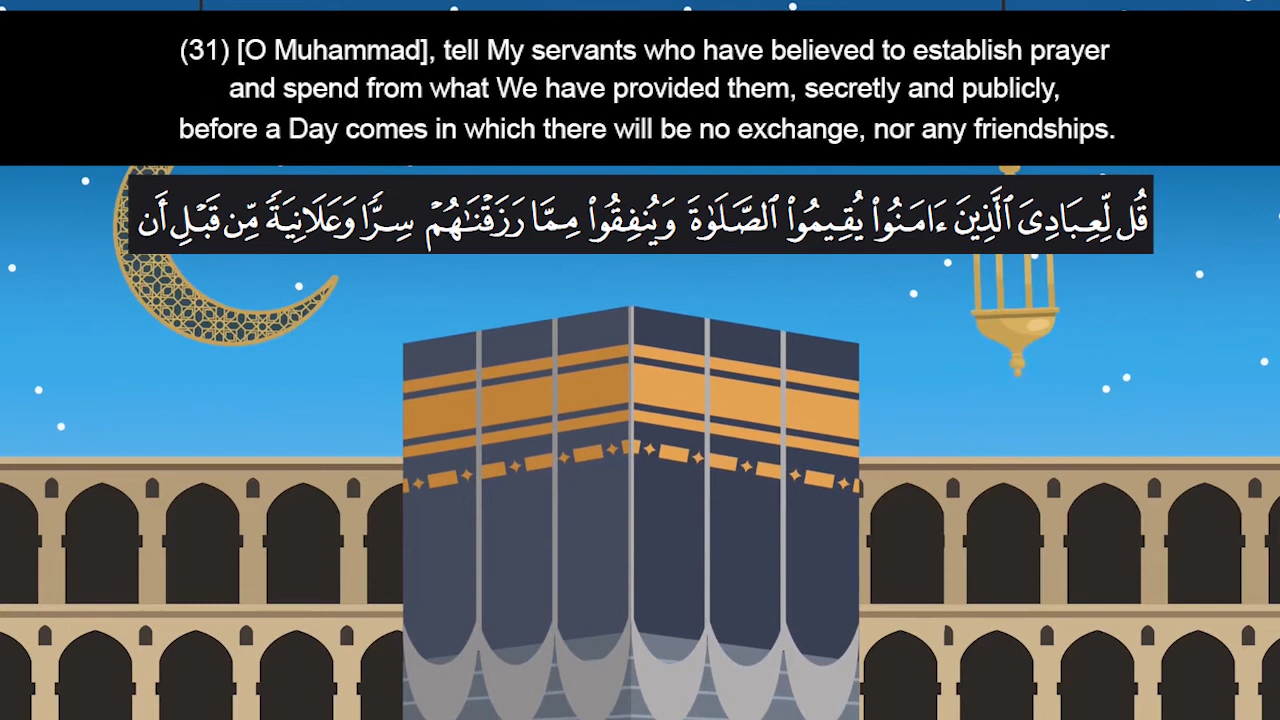 (31) [O Muhammad], tell My servants who have believed to establish prayer
and spend from what We have provided them, secretly and publicly,
before a Day comes in which there will be no exchange, nor any friendships.
قُل لِّعِبَادِىَ ٱلَّذِينَ ءَامَنُوا۟ يُقِيمُوا۟ ٱلصَّلَوٰةَ وَيُنفِقُوا۟ مِمَّا رَزَقْنَـٰهُمْ سِرًّا وَعَلَانِيَةً مِّن قَبْلِ أَن